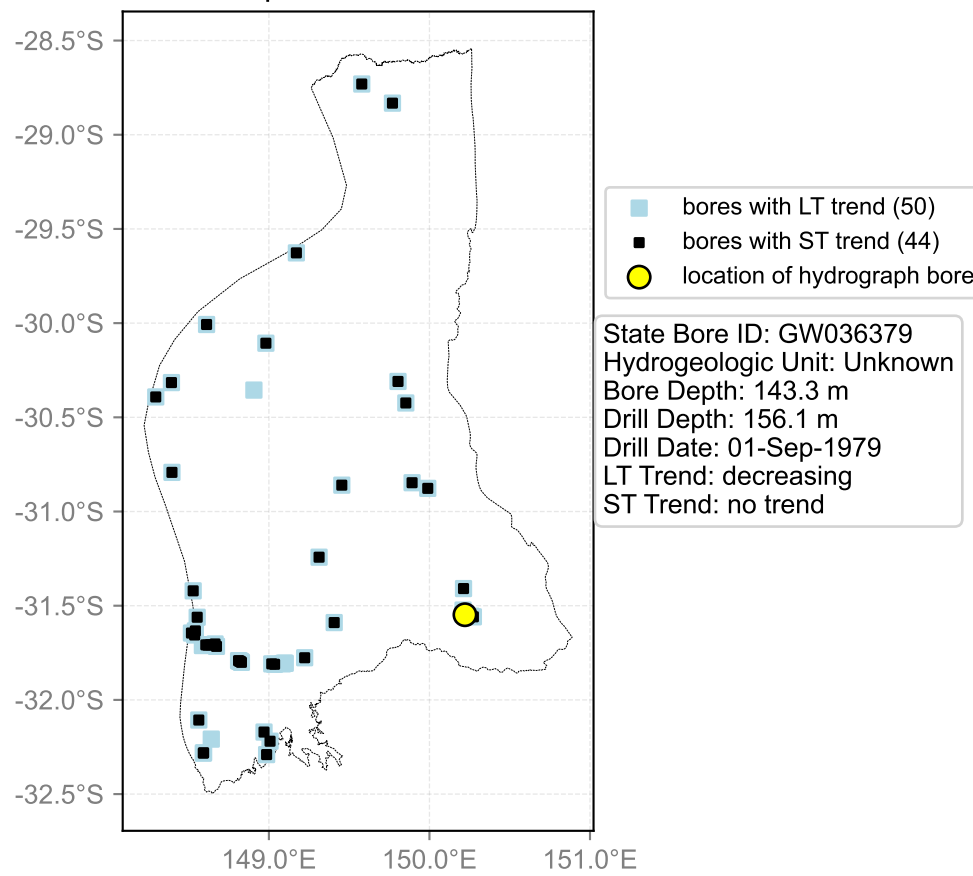 -28.5°S
-29.0°S
-29.5°S
-30.0°S
-30.5°S
-31.0°S
-31.5°S
-32.0°S
-32.5°S
149.0°E 150.0°E 151.0°E
bores with LT trend (50)
bores with ST trend (44)
location of hydrograph bore
State Bore ID: GW036379
Hydrogeologic Unit: Unknown
Bore Depth: 143.3 m
Drill Depth: 156.1 m
Drill Date: 01-Sep-1979
LT Trend: decreasing
ST Trend: no trend